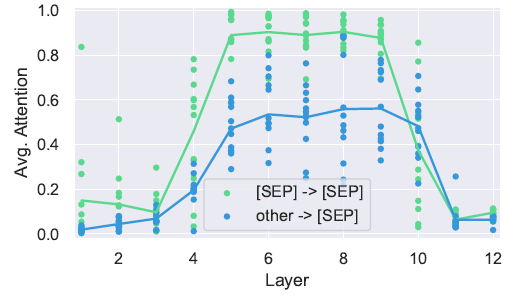 1.0
0.8
0.6
0.4
0.2
0.0
Avg. Attention
[SEP] -> [SEP]
other -> [SEP]
2 4 6 8 10 12
Layer